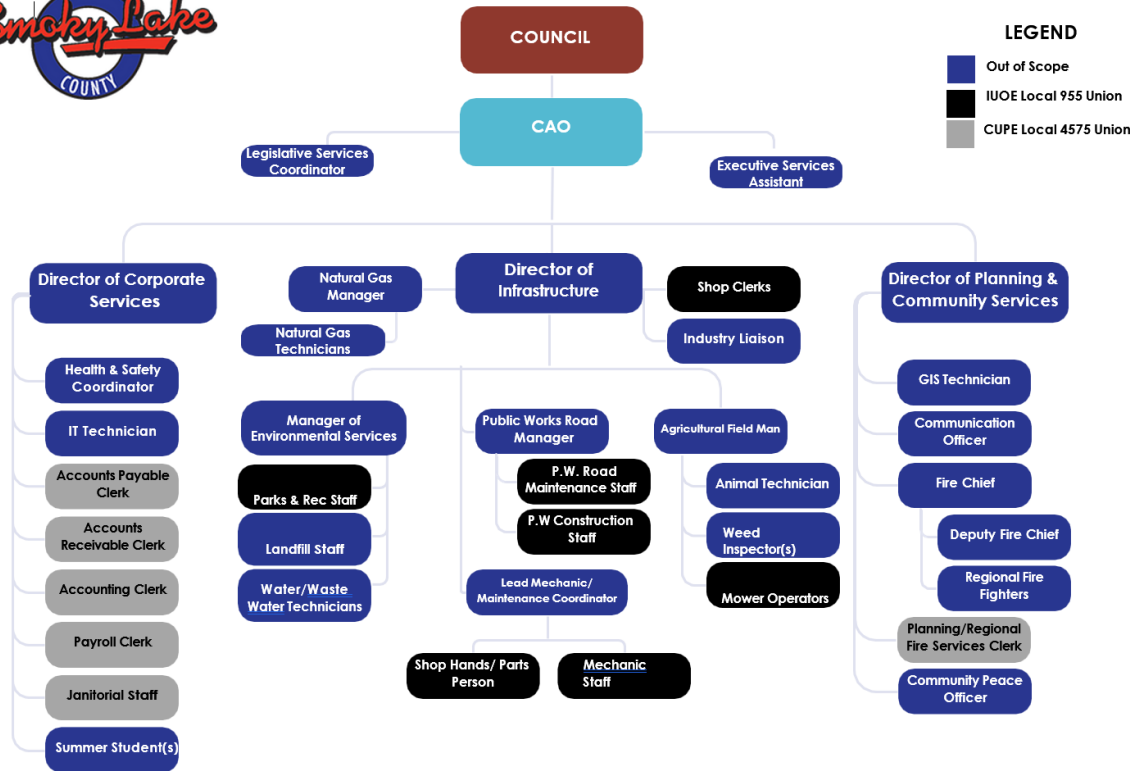 Smoky Lake
COUNTY
COUNCIL
LEGEND
Out of Scope
IUOE Local 955 Union
CUPE Local 4575 Union
CAO
Legislative Services
Coordinator
Executive Services
Assistant
Director of Corporate
Services
Natural Gas
Manager
Natural Gas
Technicians
Director of
Infrastructure
Shop Clerks
Industry Liaison
Director of Planning &
Community Services
Health & Safety
Coordinator
IT Technician
Accounts Payable
Clerk
Accounts
Receivable Clerk
Accounting Clerk
Payroll Clerk
Janitorial Staff
Summer Student(s)
Manager of
Environmental Services
Parks & Rec Staff
Landfill Staff
Water/Waste
Water Technicians
Public Works Road
Manager
P.W. Road
Maintenance Staff
P.W Construction
Staff
Lead Mechanic/
Maintenance Coordinator
Shop Hands/ Parts
Person
Mechanic
Staff
Agricultural Field Man
Animal Technician
Weed
Inspector(s)
Mower Operators
GIS Technician
Communication
Officer
Fire Chief
Deputy Fire Chief
Regional Fire
Fighters
Planning/Regional
Fire Services Clerk
Community Peace
Officer